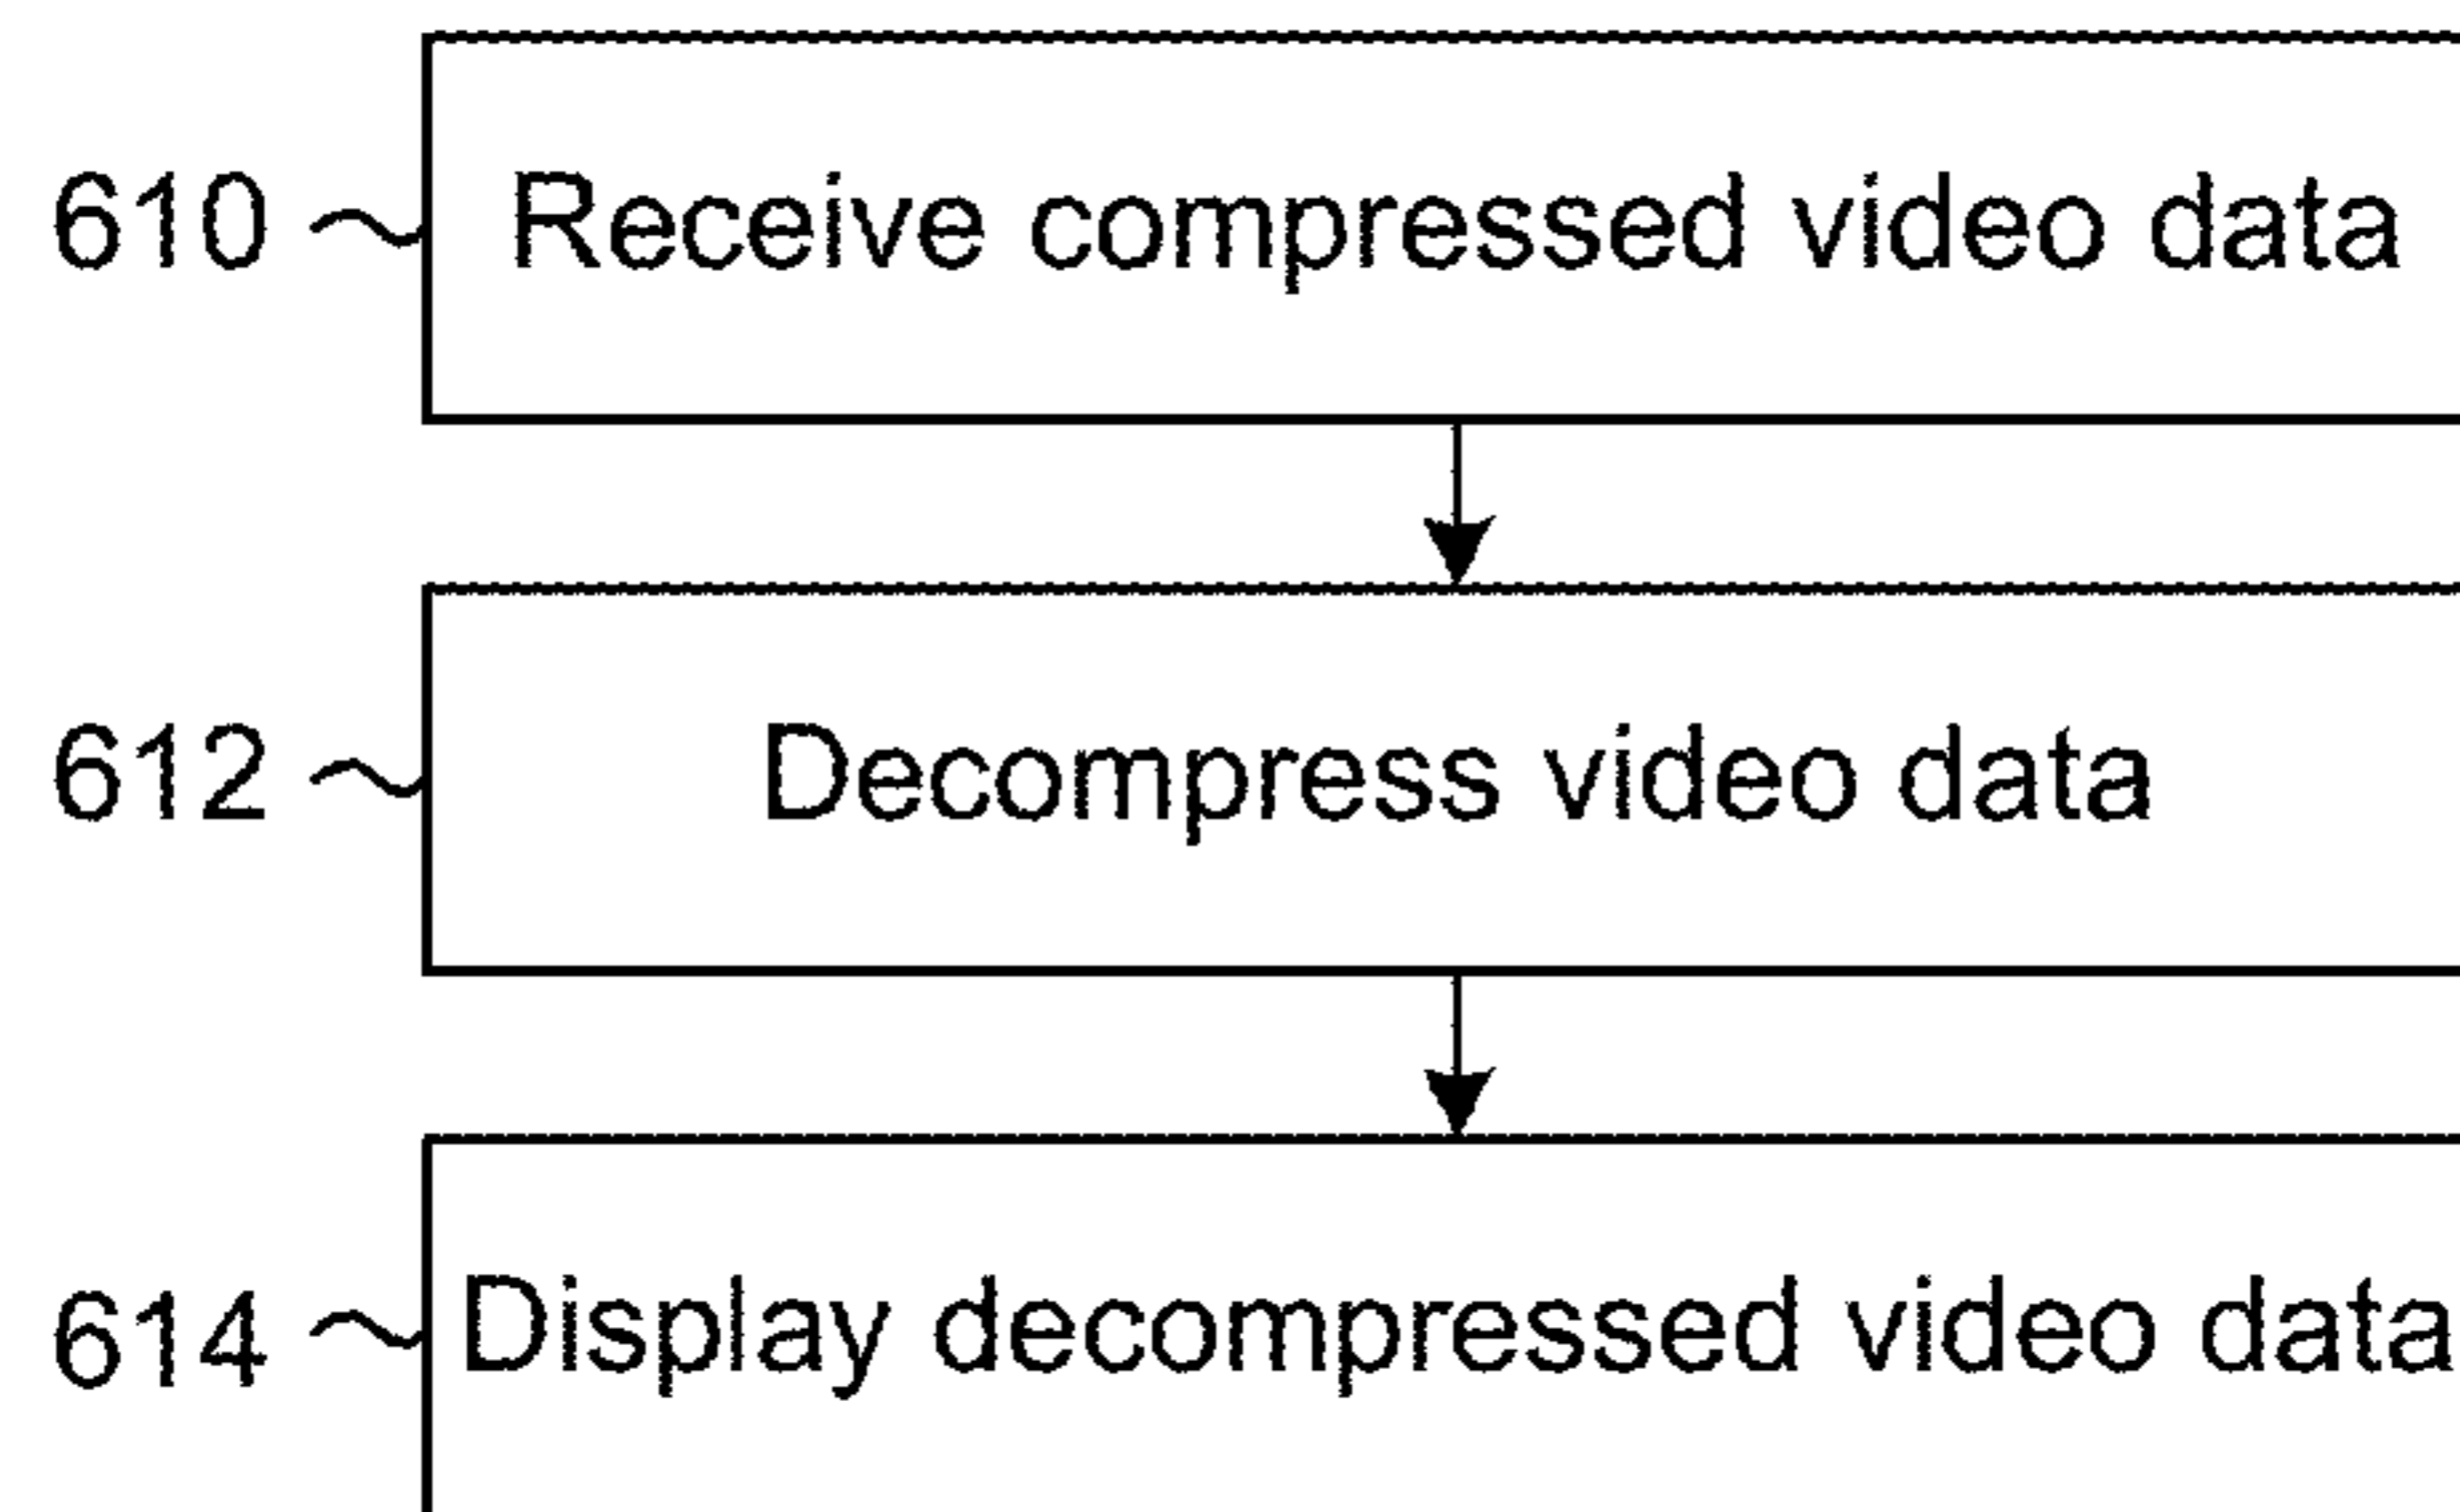 610 Receive compressed video data
612 Decompress video data
614 Display decompressed video data